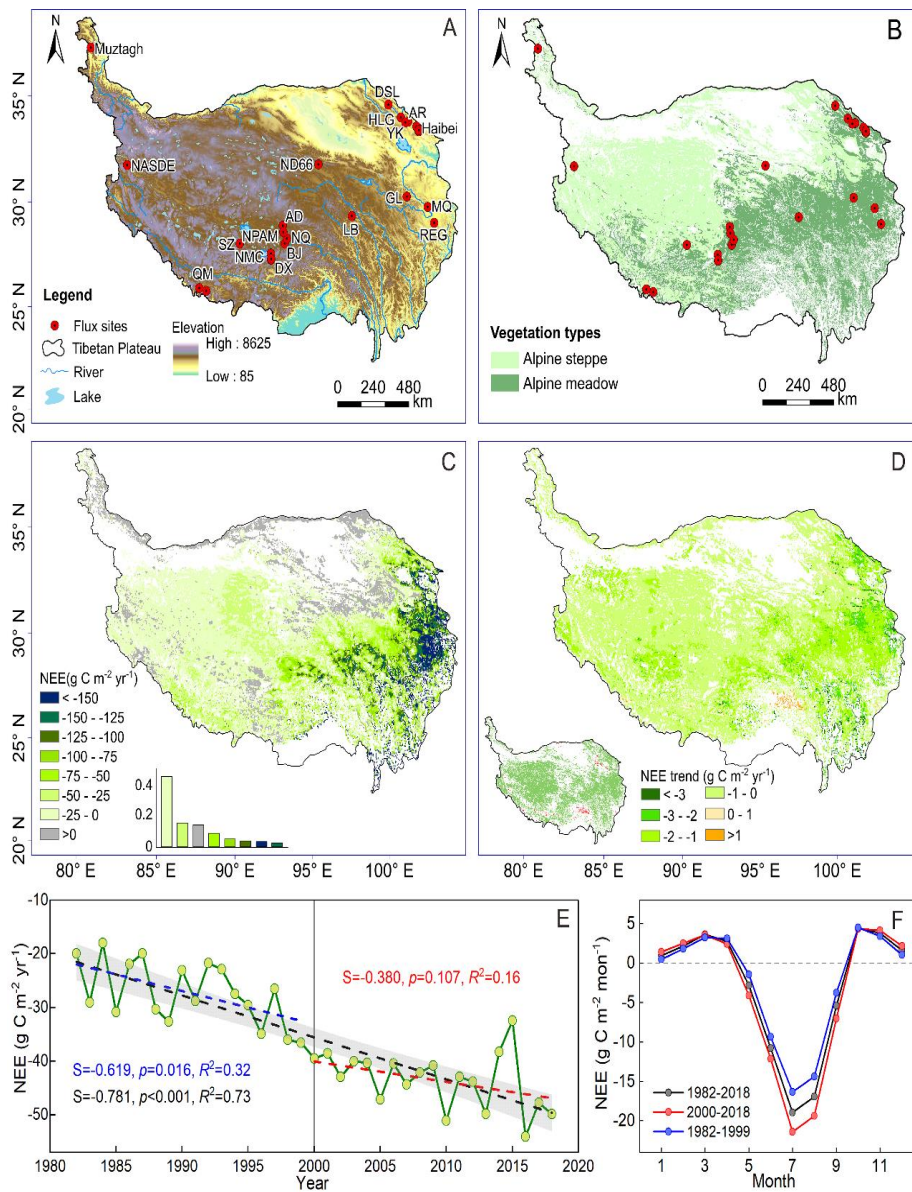 N
A
Muztagh
35° N
DSL
AR
HLG
YK
Haibei
NASDE
ND66
30° N
GL
MQ
AD
NPAM
NQ
LB
REG
SZ
NMC
BJ
DX
QM
25° N
Legend
Flux sites
Tibetan Plateau
River
Lake
Elevation
High : 8625
Low : 85
0 240 480
km
20° N
N
B
Vegetation types
Alpine steppe
Alpine meadow
0 240 480
km
C
35° N
30° N
25° N
20° N
NEE(g C m⁻² yr⁻¹)
< -150
-150 - -125
-125 - -100
-100 - -75
-75 - -50
-50 - -25
-25 - 0
>0
0.4
0.2
0
80° E 85° E 90° E 95° E 100° E
D
NEE trend (g C m⁻² yr⁻¹)
< -3
-3 - -2
-2 - -1
-1 - 0
0 - 1
>1
80° E 85° E 90° E 95° E 100° E
E
NEE (g C m⁻² yr⁻¹)
-10
-20
-30
-40
-50
S=-0.380, p=0.107, R²=0.16
S=-0.619, p=0.016, R²=0.32
S=-0.781, p<0.001, R²=0.73
1980 1985 1990 1995 2000 2005 2010 2015 2020
Year
F
NEE (g C m⁻² mon⁻¹)
5
0
-5
-10
-15
-20
1982-2018
2000-2018
1982-1999
1 3 5 7 9 11
Month